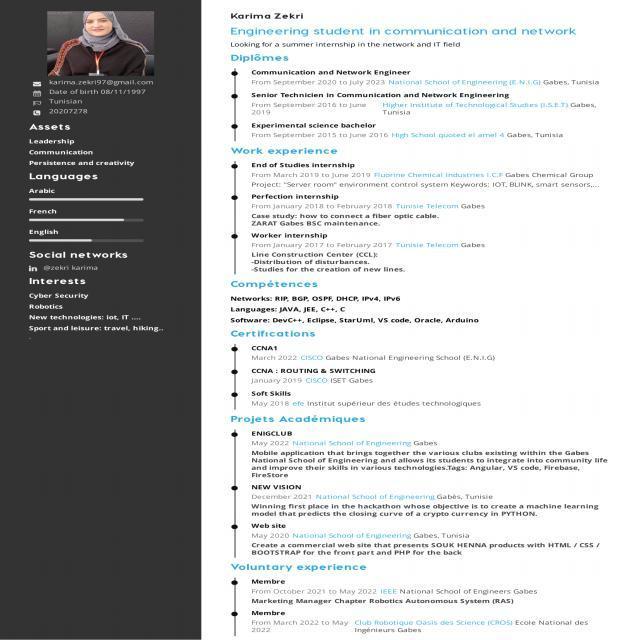 karima.zekri97@gmail.com
Date of birth 08/11/1997
Tunisian
20207278
Assets
Leadership
Communication
Persistence and creativity
Languages
Arabic
French
English
Social networks
in @zekri karima
Interests
Cyber Security
Robotics
New technologies: iot, IT ....
Sport and leisure: travel, hiking..
.
Karima Zekri
Engineering student in communication and network
Looking for a summer internship in the network and IT field
Diplômes
Communication and Network Engineer
From September 2020 to July 2023 National School of Engineering (E.N.I.G) Gabes, Tunisia
Senior Technicien in Communication and Network Engineering
From September 2016 to June 2019 Higher Institute of Technological Studies (I.S.E.T) Gabes, Tunisia
Experimental science bachelor
From September 2015 to June 2016 High School quoted el amel 4 Gabes, Tunisia
Work experience
End of Studies internship
From March 2019 to June 2019 Fluorine Chemical Industries I.C.F Gabes Chemical Group
Project: "Server room" environment control system Keywords: IOT, BLINK, smart sensors,...
Perfection internship
From January 2018 to February 2018 Tunisie Telecom Gabes
Case study: how to connect a fiber optic cable.
ZARAT Gabes BSC maintenance.
Worker internship
From January 2017 to February 2017 Tunisie Telecom Gabes
Line Construction Center (CCL):
-Distribution of disturbances.
-Studies for the creation of new lines.
Compétences
Networks: RIP, BGP, OSPF, DHCP, IPv4, IPv6
Languages: JAVA, JEE, C++, C
Software: DevC++, Eclipse, StarUml, VS code, Oracle, Arduino
Certifications
CCNA1
March 2022 CISCO Gabes National Engineering School (E.N.I.G)
CCNA : ROUTING & SWITCHING
January 2019 CISCO ISET Gabes
Soft Skills
May 2018 efe Institut supérieur des études technologiques
Projets Académiques
ENIGCLUB
May 2022 National School of Engineering Gabes
Mobile application that brings together the various clubs existing within the Gabes
National School of Engineering and allows its students to integrate into community life
and improve their skills in various technologies.Tags: Angular, VS code, Firebase,
FireStore
NEW VISION
December 2021 National School of Engineering Gabès, Tunisie
Winning first place in the hackathon whose objective is to create a machine learning
model that predicts the closing curve of a crypto currency in PYTHON.
Web site
May 2020 National School of Engineering Gabes, Tunisia
Create a commercial web site that presents SOUK HENNA products with HTML / CSS /
BOOTSTRAP for the front part and PHP for the back
Voluntary experience
Membre
From October 2021 to May 2022 IEEE National School of Engineers Gabes
Marketing Manager Chapter Robotics Autonomous System (RAS)
Membre
From March 2022 to May 2022 Club Robotique Oasis des Science (CROS) Ecole National des Ingénieurs Gabes